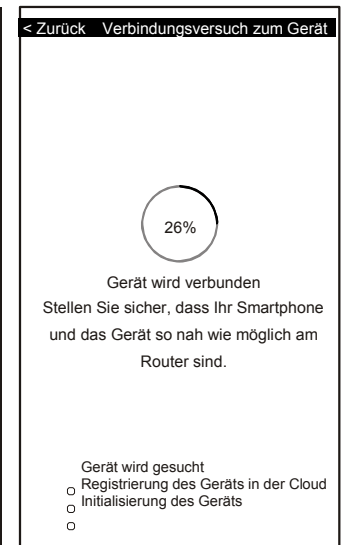 < Zurück Verbindungsversuch zum Gerät
26%
Gerät wird verbunden
Stellen Sie sicher, dass Ihr Smartphone
und das Gerät so nah wie möglich am
Router sind.
Gerät wird gesucht
Registrierung des Geräts in der Cloud
Initialisierung des Geräts